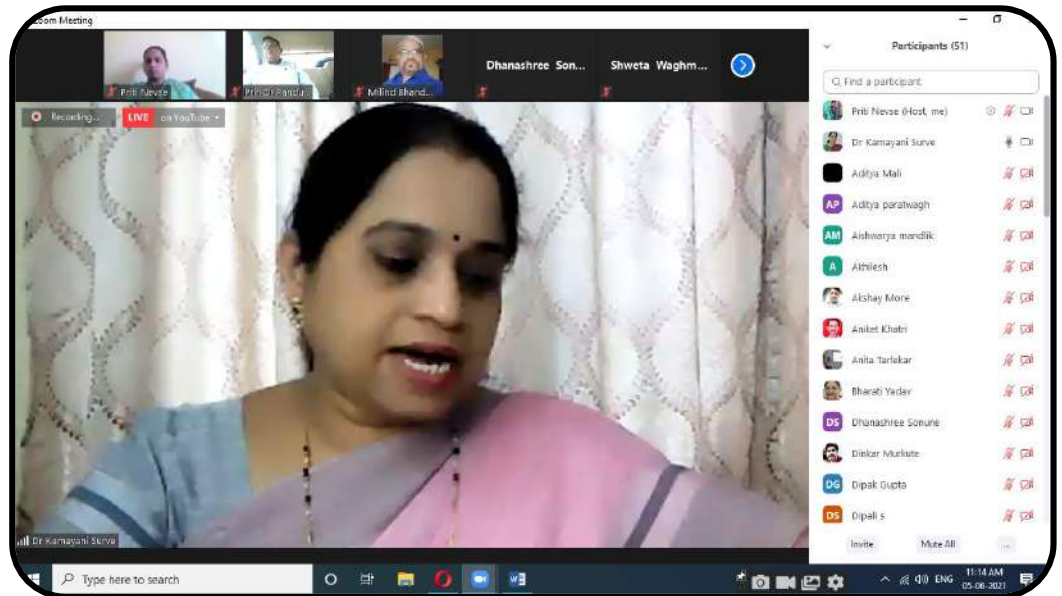 Zoom Meeting
Participants (51)
Priti Nevse
Milind Bhand...
Dhanashree Son...
Shweta Waghm...
Find a participant
Recording...
LIVE on YouTube
Priti Nevse (Host, me)
Dr Kamayani Surve
Aditya Mali
AP Aditya paratwagh
AM Aishwarya mandlik
A Akhilesh
Akshay More
Aniket Khatri
Anita Tarlekar
Bharati Yadav
DS Dhanashree Sonune
Dinkar Murkute
DG Dipak Gupta
DS Dipali s
Dr Kamayani Surve
Invite Mute All ...
Type here to search
ENG
11:14 AM
05-06-2021